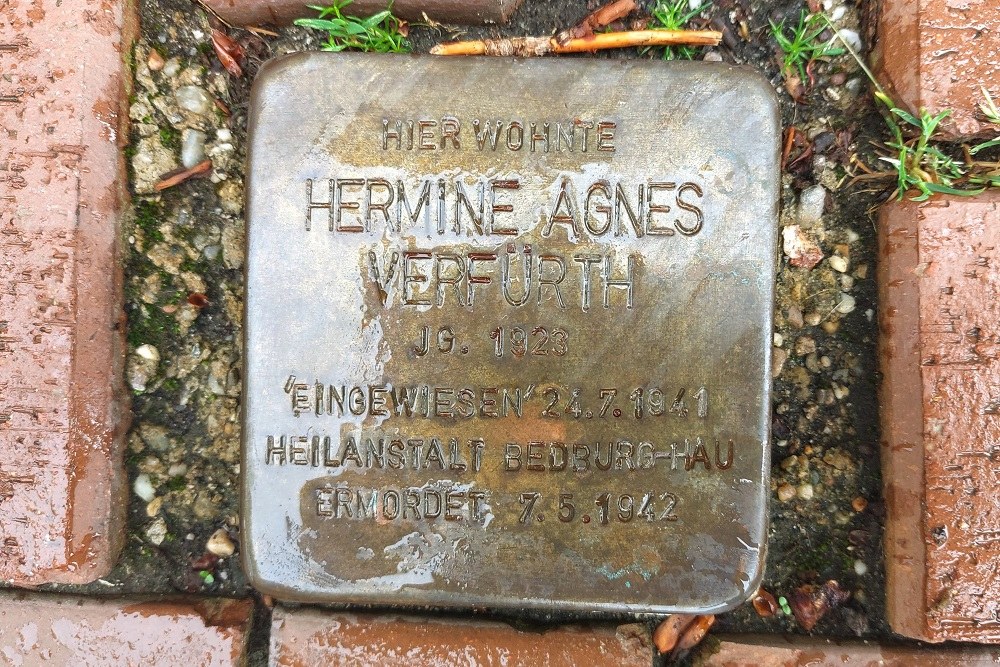 HIER WOHNTE
HERMINE AGNES
VERFÜRTH
JG. 1923
'EINGEWIESEN' 24.7.1941
HEILANSTALT BEDBURG-HAU
ERMORDET 7.5.1942